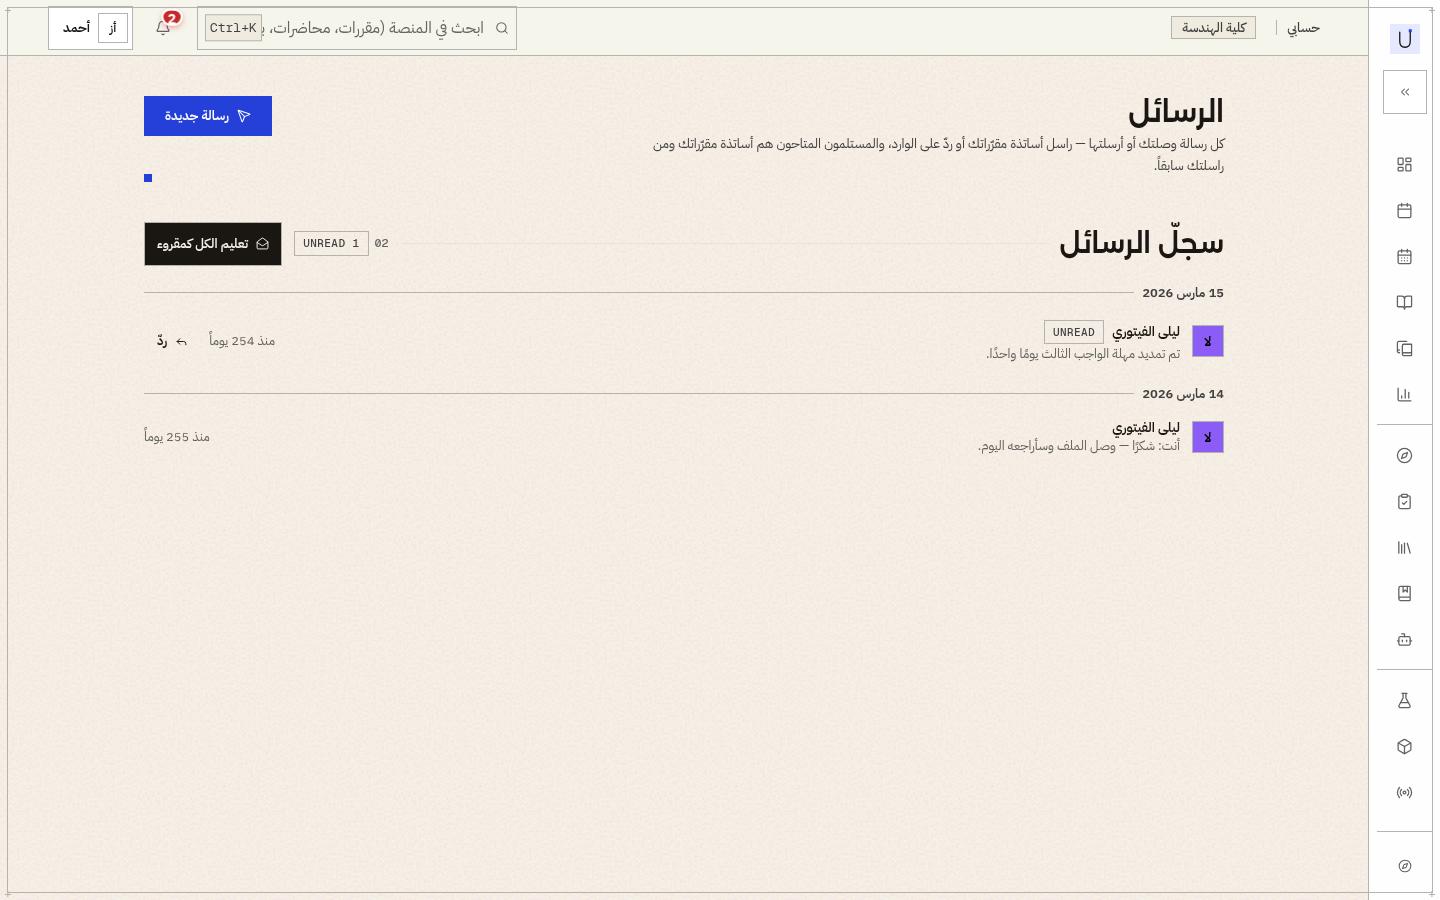 حسابي
كلية الهندسة
ابحث في المنصة (مقررات، محاضرات، ب
Ctrl+K
2
أز
أحمد
الرسائل
رسالة جديدة
كل رسالة وصلتك أو أرسلتها — راسل أساتذة مقرّراتك أو ردّ على الوارد، والمستلمون المتاحون هم أساتذة مقرّراتك ومن
راسلتك سابقاً.
سجلّ الرسائل
02
UNREAD 1
تعليم الكل كمقروء
15 مارس 2026
لا
ليلى الفيتوري
UNREAD
تم تمديد مهلة الواجب الثالث يومًا واحدًا.
منذ 254 يوماً
ردّ
14 مارس 2026
لا
ليلى الفيتوري
أنت: شكرًا — وصل الملف وسأراجعه اليوم.
منذ 255 يوماً